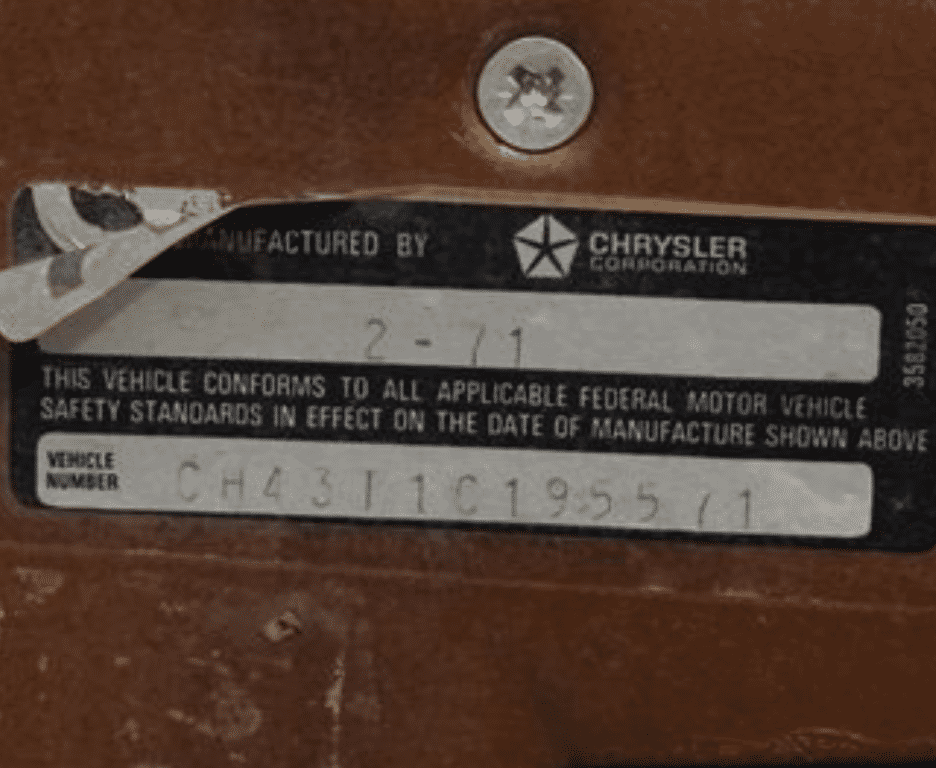 MANUFACTURED BY CHRYSLER
CORPORATION
2-71
3582050
THIS VEHICLE CONFORMS TO ALL APPLICABLE FEDERAL MOTOR VEHICLE
SAFETY STANDARDS IN EFFECT ON THE DATE OF MANUFACTURE SHOWN ABOVE
VEHICLE
NUMBER CH43T1C195571